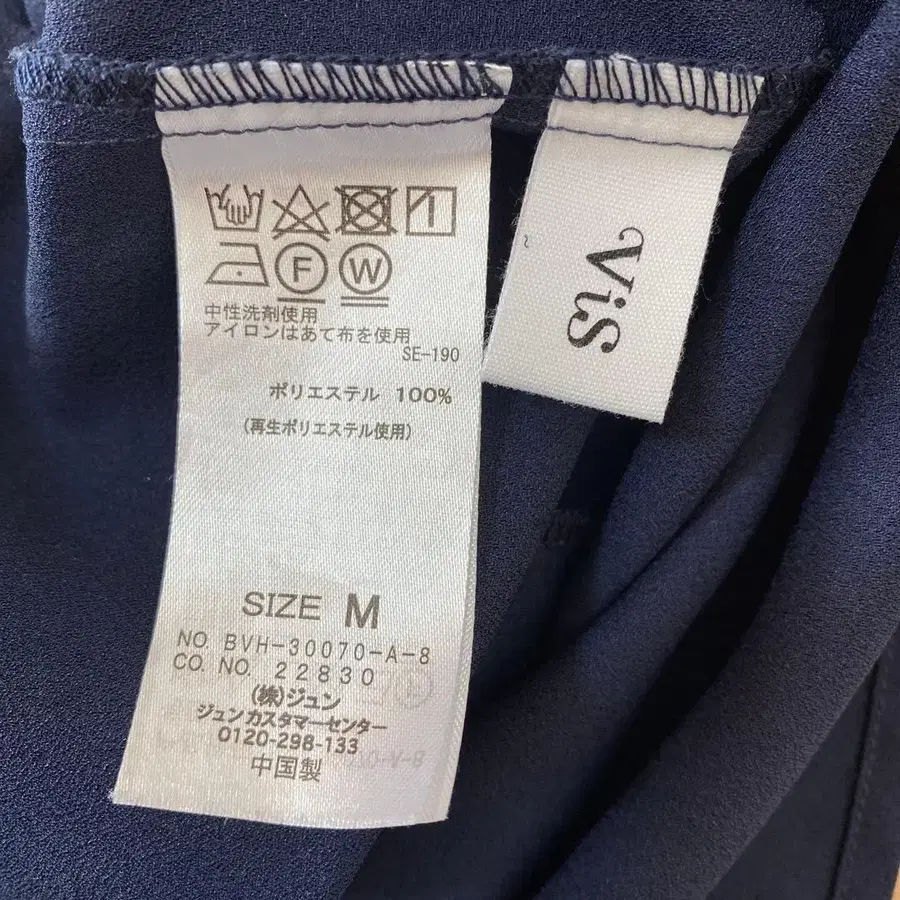 F W
中性洗剤使用
アイロンはあて布を使用
SE-190
ポリエステル 100%
(再生ポリエステル使用)
SIZE M
NO. BVH-30070-A-8
CO. NO. 22830
(株)ジュン
ジュンカスタマーセンター
0120-298-133
中国製
ViS